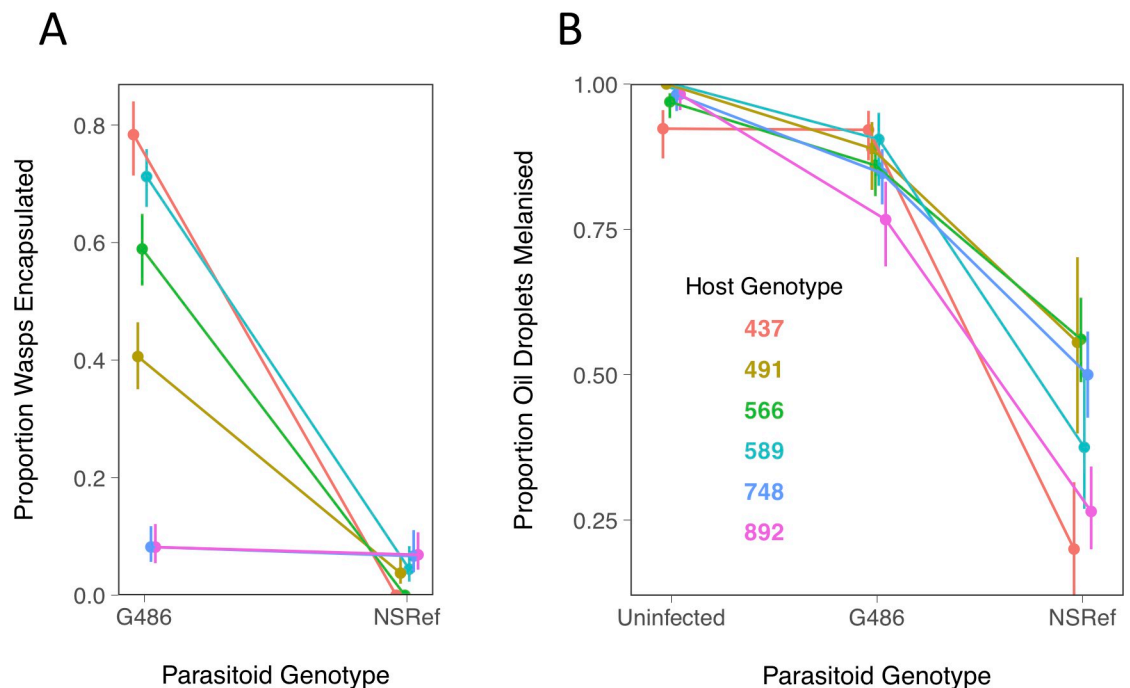 A
Proportion Wasps Encapsulated
0.8
0.6
0.4
0.2
0.0
G486 NSRef
Parasitoid Genotype
B
Proportion Oil Droplets Melanised
1.00
0.75
0.50
0.25
Host Genotype
437
491
566
589
748
892
Uninfected G486 NSRef
Parasitoid Genotype